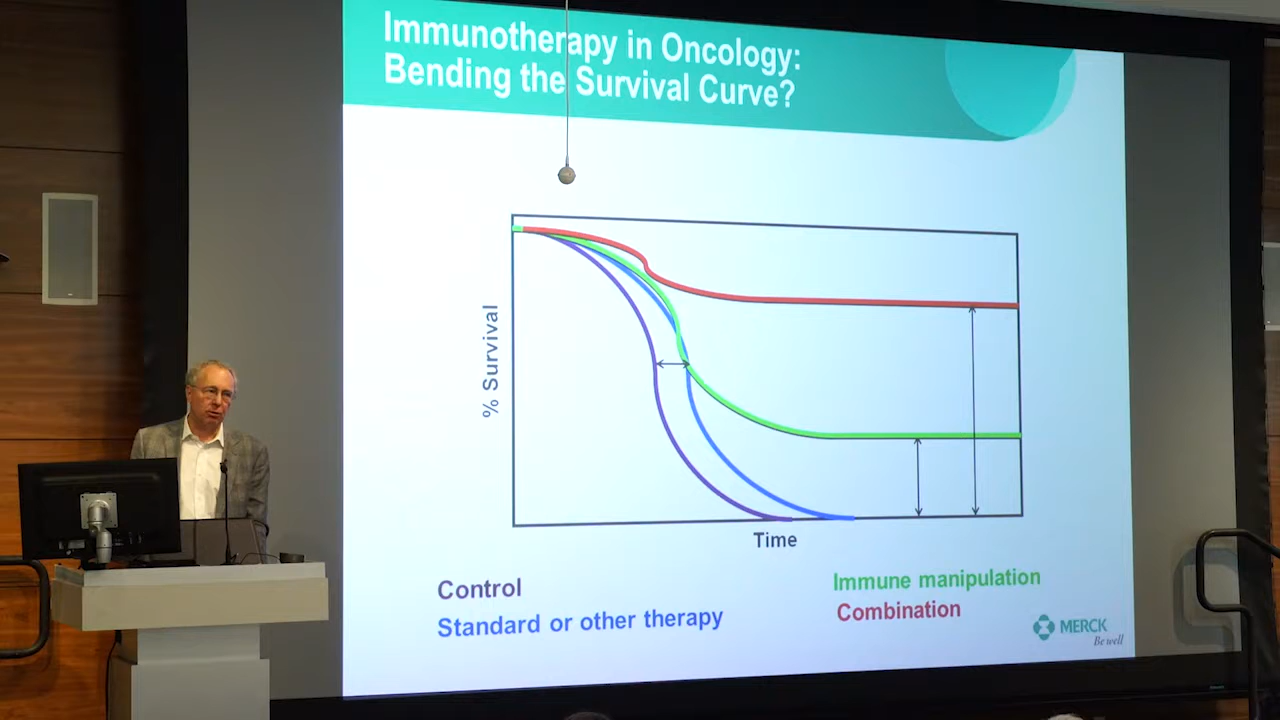 Immunotherapy in Oncology:
Bending the Survival Curve?
% Survival
Time
Control
Standard or other therapy
Immune manipulation
Combination
MERCK
Be well